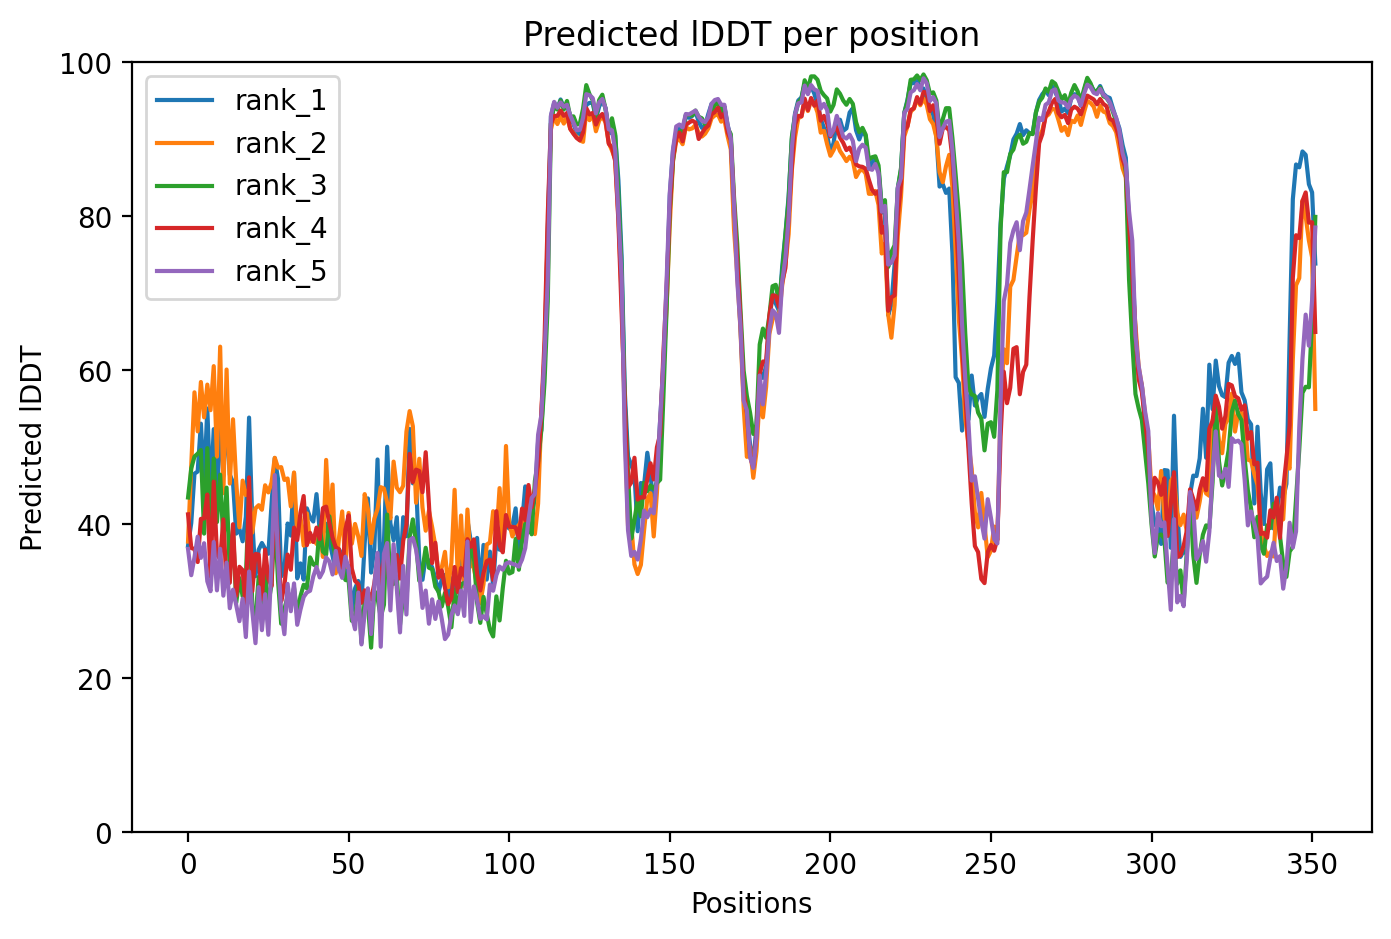 Predicted lDDT per position
100
80
60
40
20
0
Predicted lDDT
rank_1
rank_2
rank_3
rank_4
rank_5
0 50 100 150 200 250 300 350
Positions